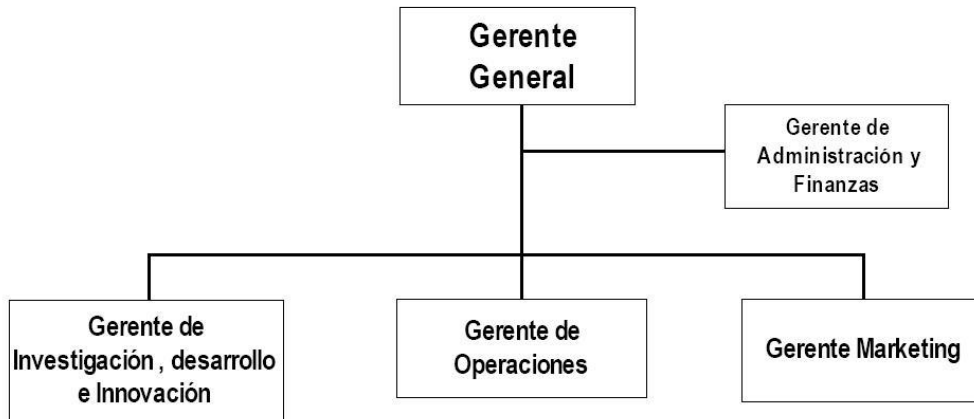 Gerente
General
Gerente de
Administración y
Finanzas
Gerente de
Investigación , desarrollo
e Innovación
Gerente de
Operaciones
Gerente Marketing